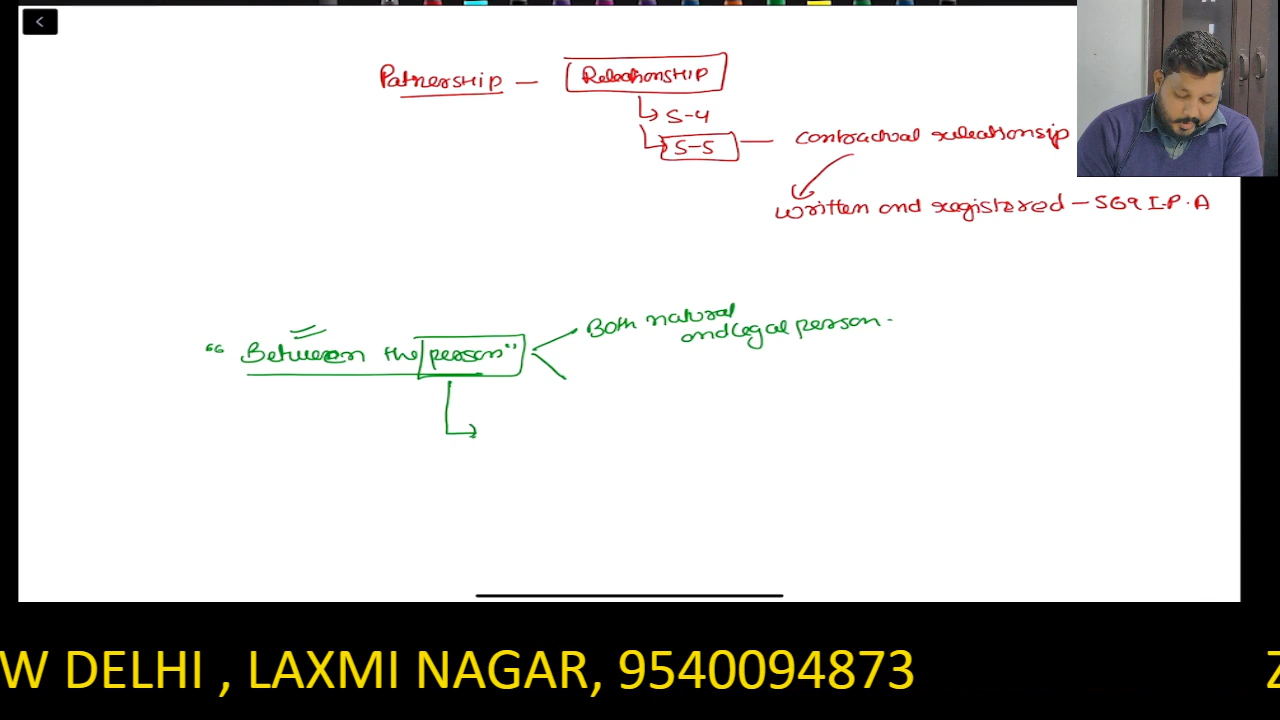 Patnership — Relationship
↳ S-4
↳ S-5 — contractual relationship
written and registered - S69 I.P.A
Both natural
and legal person.
"Between the person"
W DELHI , LAXMI NAGAR, 9540094873